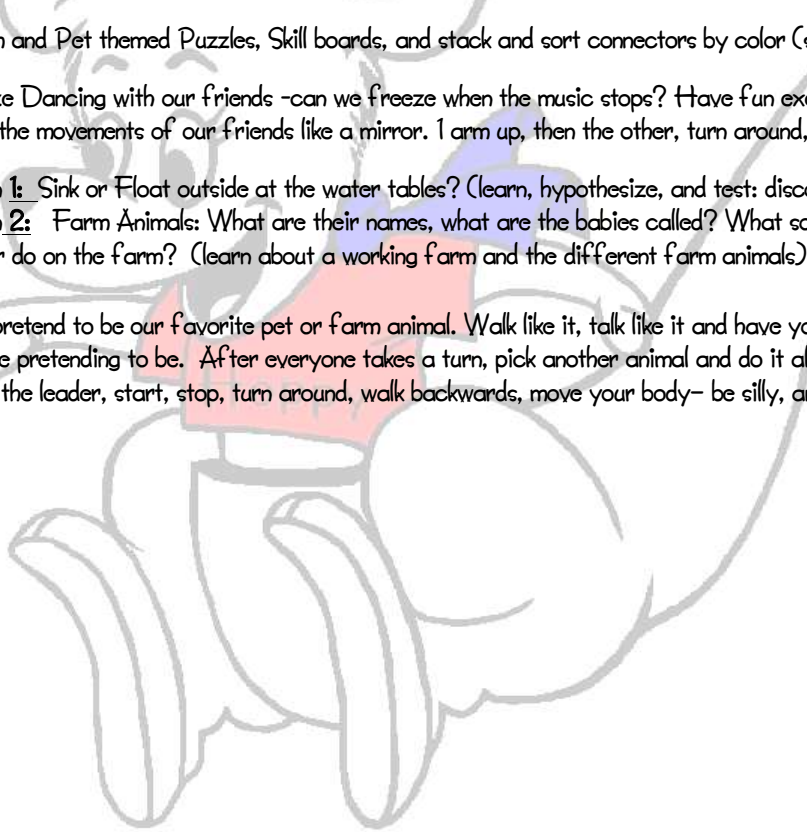 and Pet themed Puzzles, Skill boards, and stack and sort connectors by color
Dancing with our friends -can we freeze when the music stops? Have fun
the movements of our friends like a mirror. 1 arm up, then the other, turn around,
1: Sink or Float outside at the water tables? (learn, hypothesize, and test:
2: Farm Animals: What are their names, what are the babies called? What
do on the farm? (learn about a working farm and the different farm animals)
pretend to be our favorite pet or farm animal. Walk like it, talk like it and have
pretending to be. After everyone takes a turn, pick another animal and do it
the leader, start, stop, turn around, walk backwards, move your body- be silly,